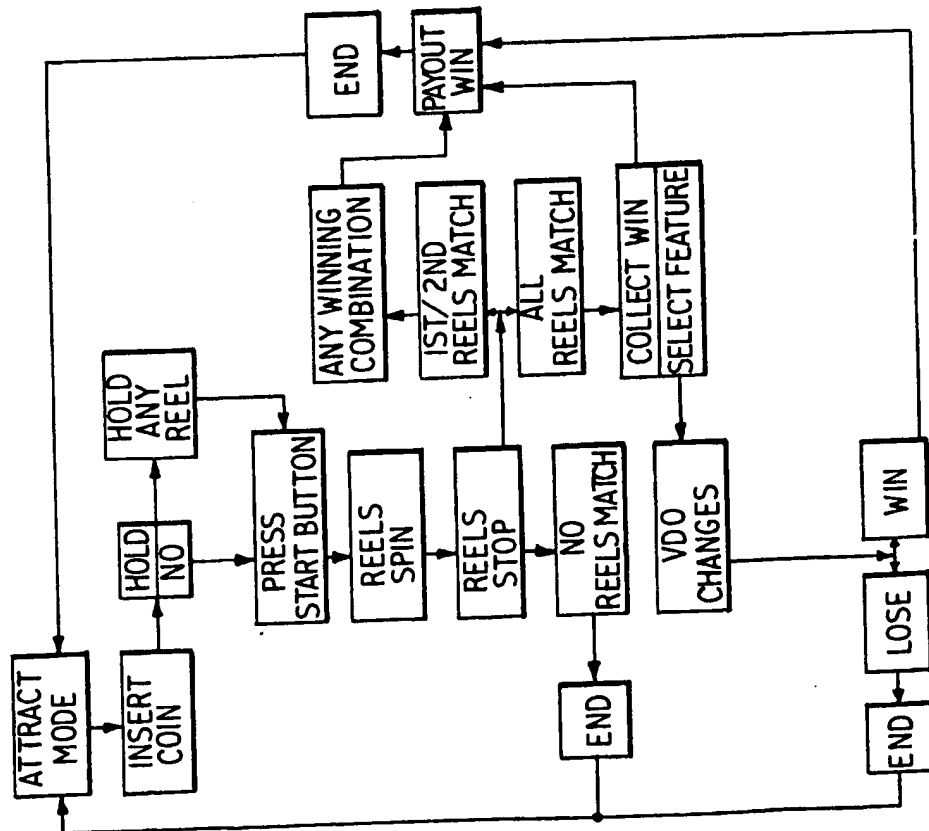 ATTRACT
MODE
INSERT
COIN
HOLD
NO
HOLD
ANY
REEL
PRESS
START BUTTON
REELS
SPIN
REELS
STOP
NO
REELS MATCH
END
ANY WINNING
COMBINATION
IST/2ND
REELS MATCH
ALL
REELS MATCH
COLLECT WIN
SELECT FEATURE
PAYOUT
WIN
END
VDO
CHANGES
WIN
LOSE
END